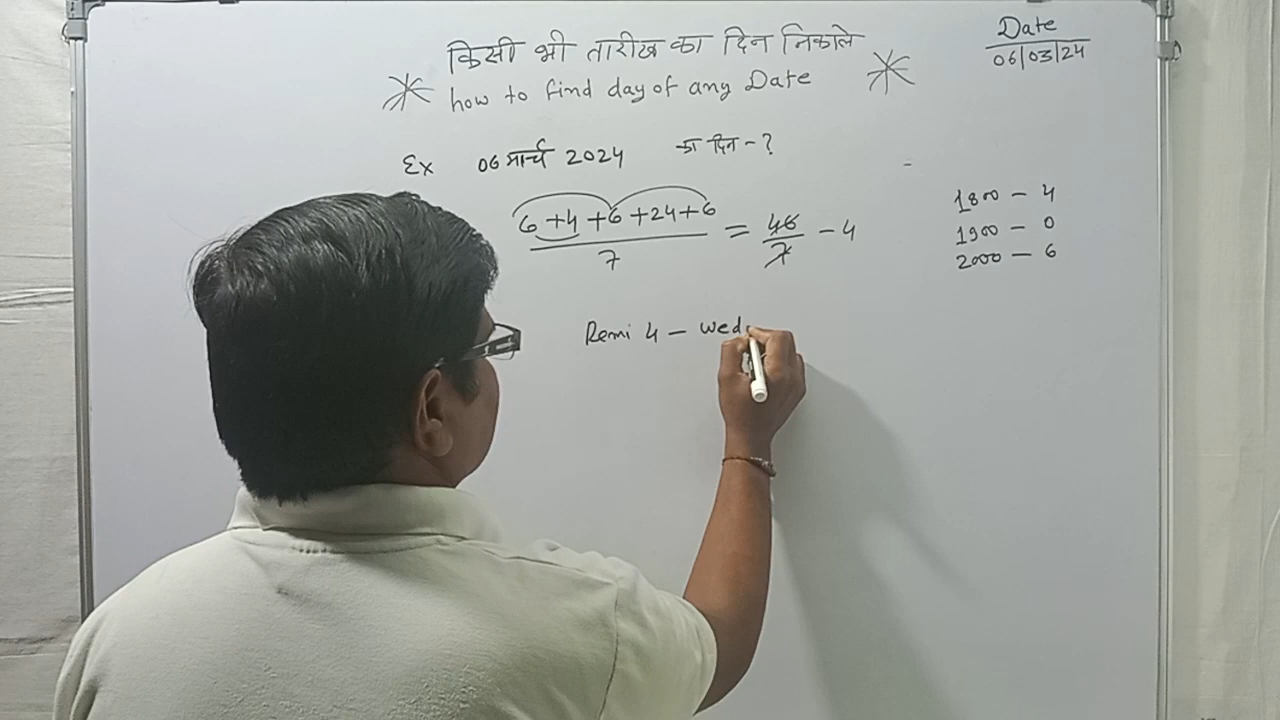 किसी भी तारीख का दिन निकाले
how to find day of any Date
Date
06/03/24
Ex 06 मार्च 2024 का दिन - ?
6 + 4 + 6 + 24 + 6 = 46 - 4
7 7
1800 - 4
1900 - 0
2000 - 6
Remi 4 - wed